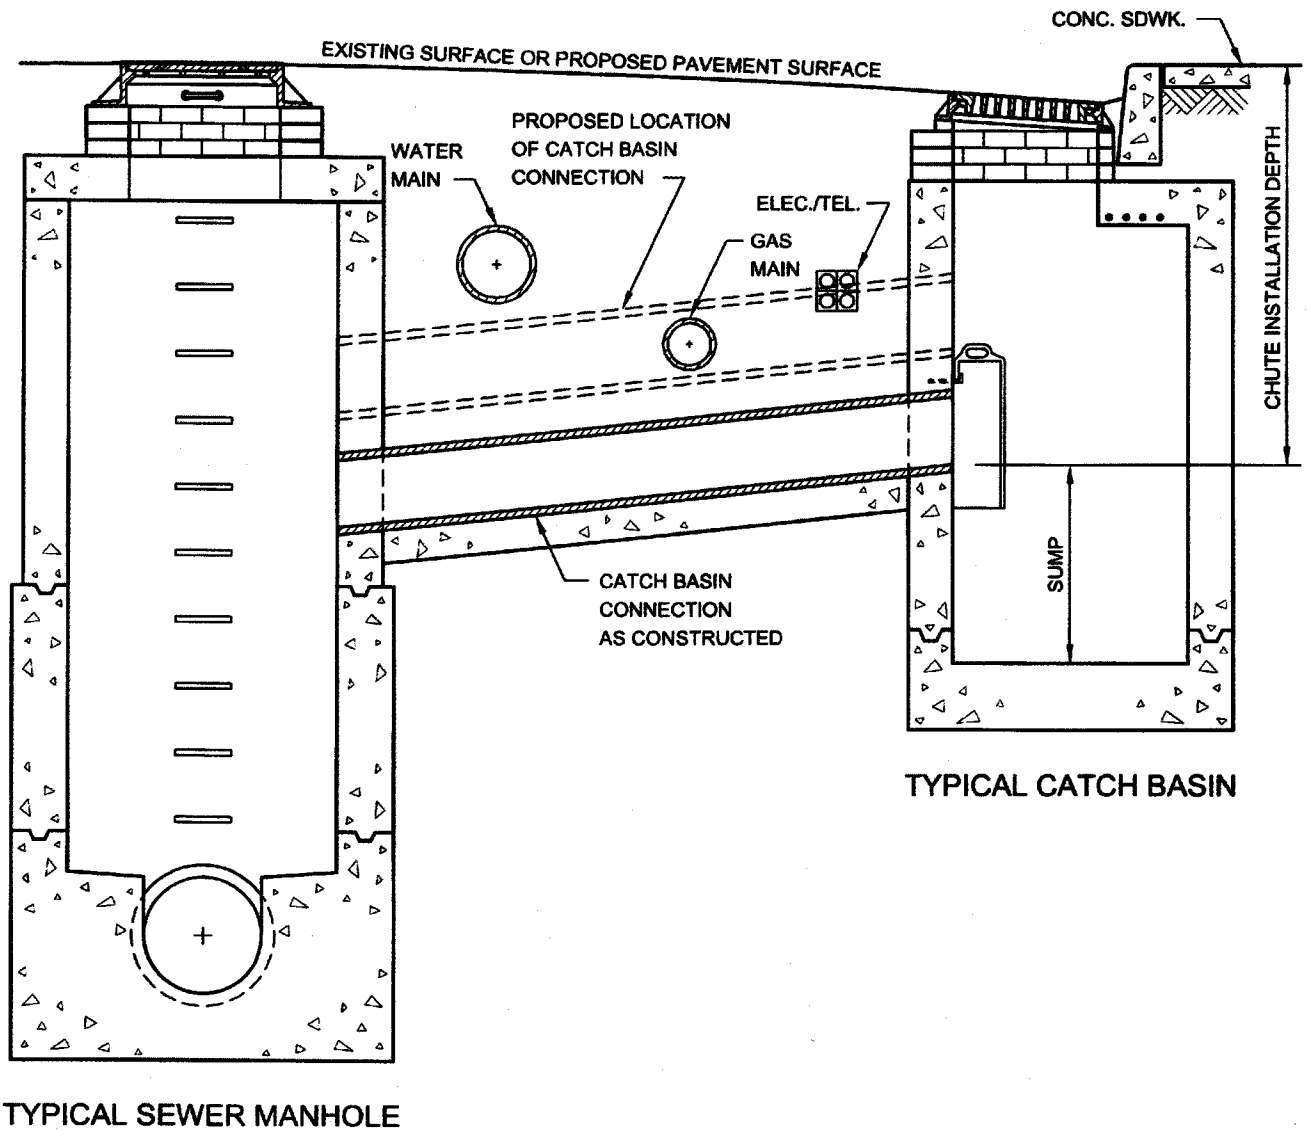 CONC. SDWK.
EXISTING SURFACE OR PROPOSED PAVEMENT SURFACE
PROPOSED LOCATION
OF CATCH BASIN
CONNECTION
WATER
MAIN
ELEC./TEL.
GAS
MAIN
CHUTE INSTALLATION DEPTH
SUMP
CATCH BASIN
CONNECTION
AS CONSTRUCTED
TYPICAL CATCH BASIN
TYPICAL SEWER MANHOLE